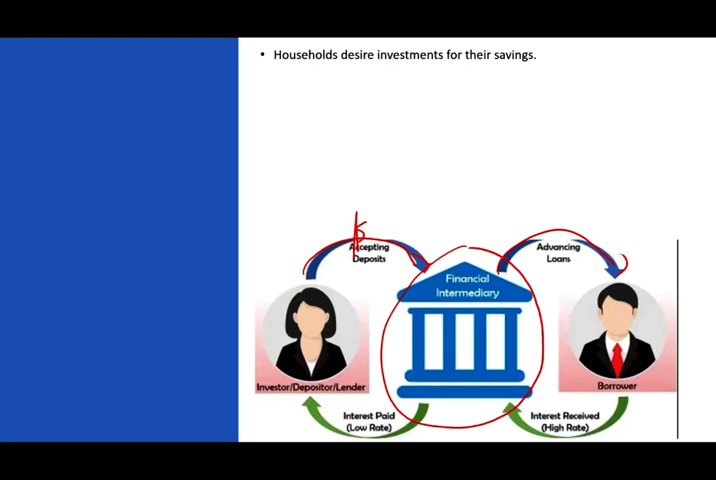 • Households desire investments for their savings.
Accepting
Deposits
Advancing
Loans
Financial
Intermediary
Investor/Depositor/Lender
Borrower
Interest Paid
(Low Rate)
Interest Received
(High Rate)